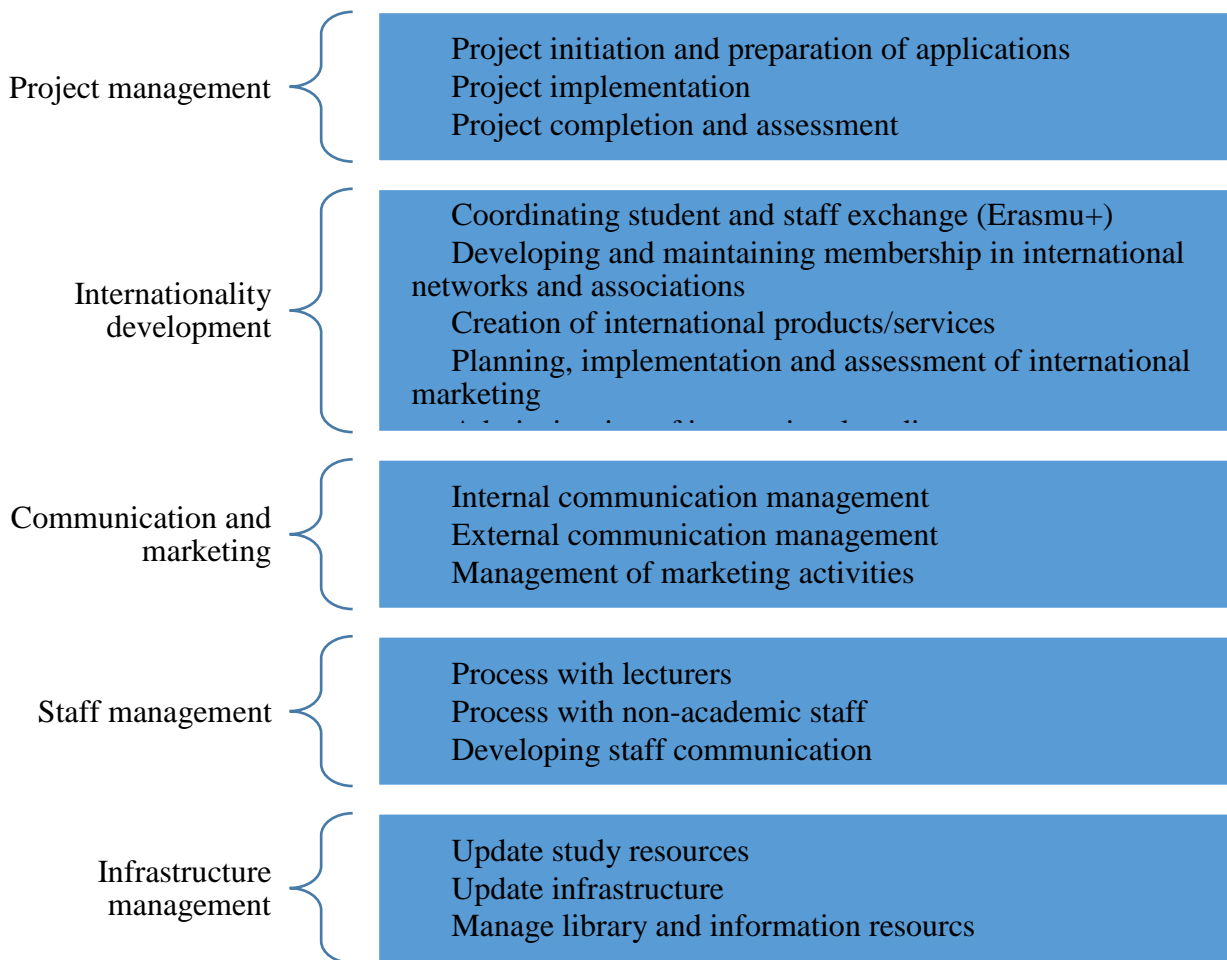 Project management
Project initiation and preparation of applications
Project implementation
Project completion and assessment
Internationality
development
Coordinating student and staff exchange (Erasmu+)
Developing and maintaining membership in international
networks and associations
Creation of international products/services
Planning, implementation and assessment of international
marketing
Communication and
marketing
Internal communication management
External communication management
Management of marketing activities
Staff management
Process with lecturers
Process with non-academic staff
Developing staff communication
Infrastructure
management
Update study resources
Update infrastructure
Manage library and information resourcs